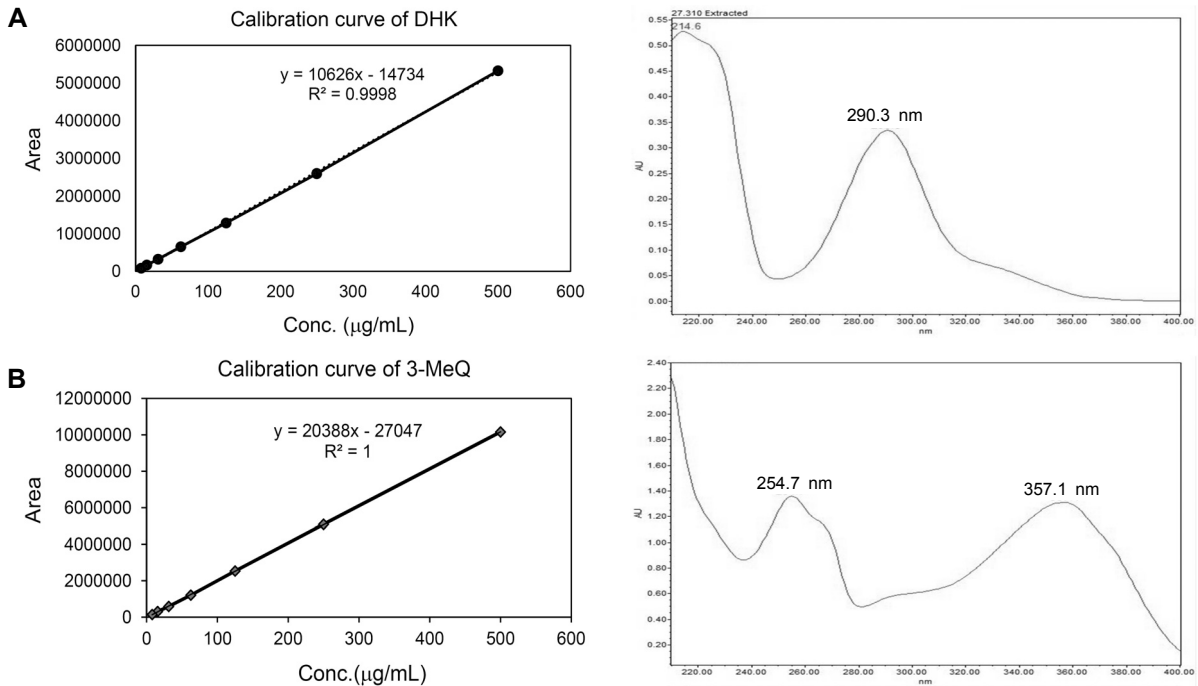 A
Calibration curve of DHK
6000000
5000000
4000000
3000000
2000000
1000000
0
Area
y = 10626x - 14734
R² = 0.9998
0 100 200 300 400 500 600
Conc. (μg/mL)
27.310 Extracted
214.6
290.3 nm
0.55
0.50
0.45
0.40
0.35
0.30
0.25
0.20
0.15
0.10
0.05
0.00
AU
220.00 240.00 260.00 280.00 300.00 320.00 340.00 360.00 380.00 400.00
nm
B
Calibration curve of 3-MeQ
12000000
10000000
8000000
6000000
4000000
2000000
0
Area
y = 20388x - 27047
R² = 1
0 100 200 300 400 500 600
Conc.(μg/mL)
2.40
2.20
2.00
1.80
1.60
1.40
1.20
1.00
0.80
0.60
0.40
0.20
AU
254.7 nm
357.1 nm
220.00 240.00 260.00 280.00 300.00 320.00 340.00 360.00 380.00 400.00
nm